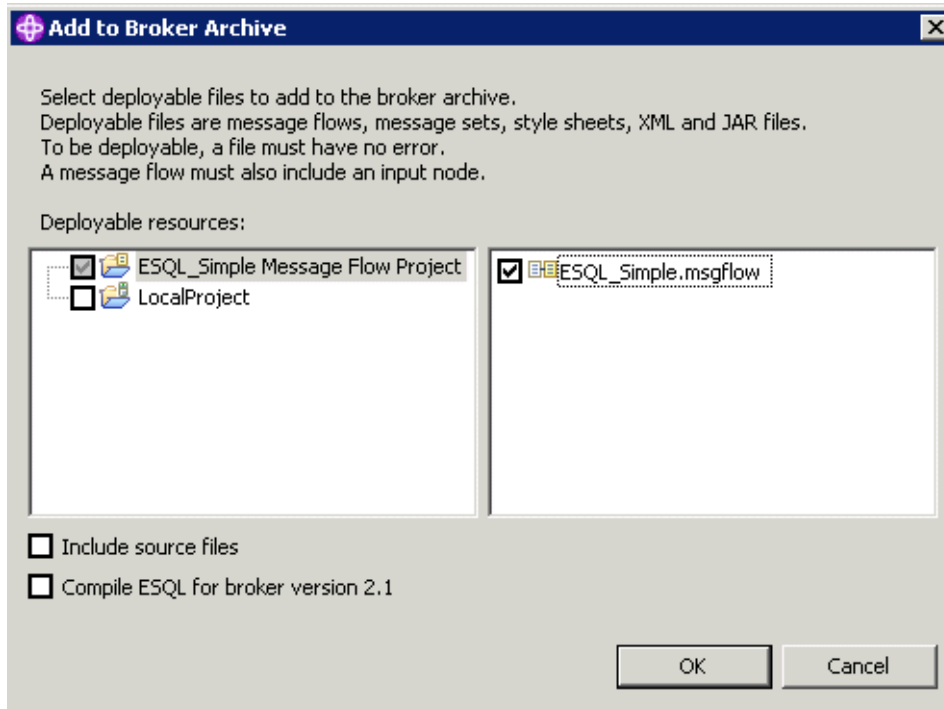 Add to Broker Archive
Select deployable files to add to the broker archive.
Deployable files are message flows, message sets, style sheets, XML and JAR files.
To be deployable, a file must have no error.
A message flow must also include an input node.
Deployable resources:
ESQL_Simple Message Flow Project
LocalProject
ESQL_Simple.msgflow
Include source files
Compile ESQL for broker version 2.1
OK
Cancel